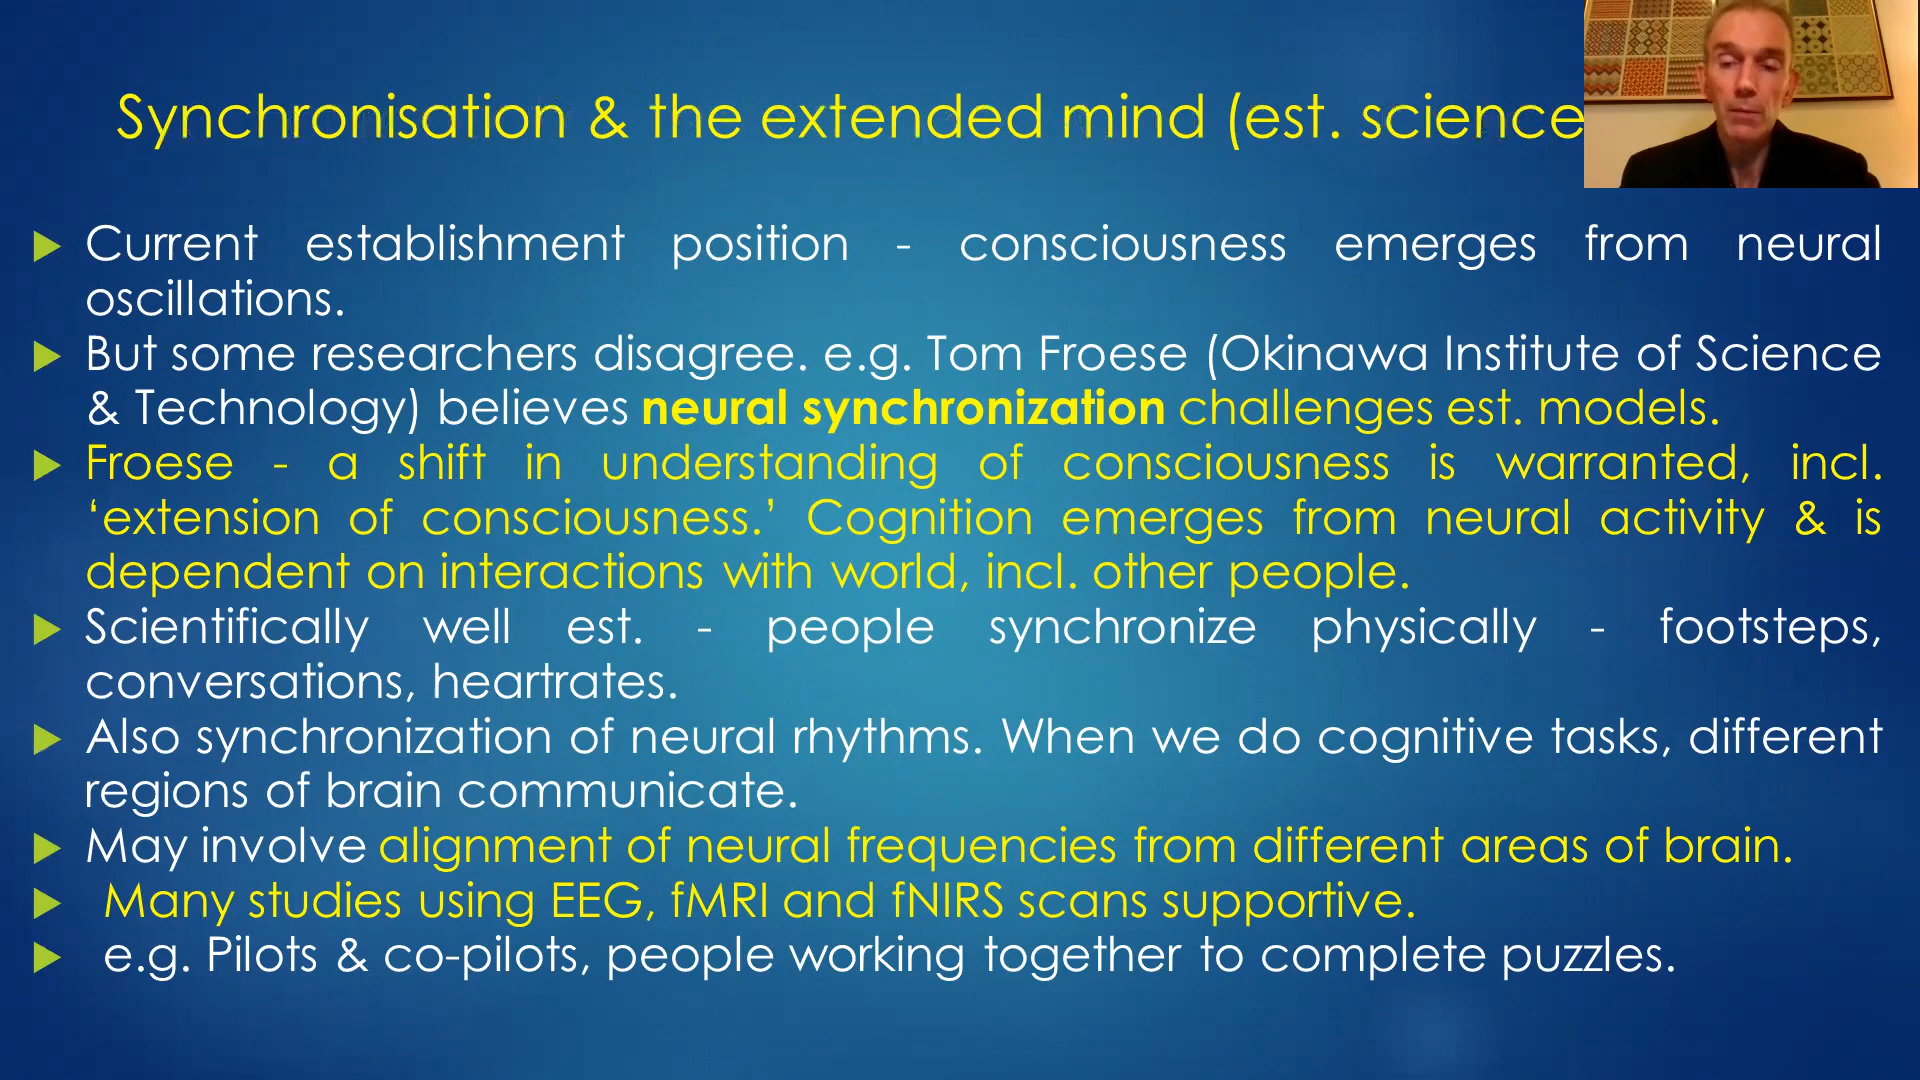 Synchronisation & the extended mind (est. science
Current establishment position - consciousness emerges from neural
oscillations.
But some researchers disagree. e.g. Tom Froese (Okinawa Institute of Science
& Technology) believes neural synchronization challenges est. models.
Froese - a shift in understanding of consciousness is warranted, incl.
‘extension of consciousness.’ Cognition emerges from neural activity & is
dependent on interactions with world, incl. other people.
Scientifically well est. - people synchronize physically - footsteps,
conversations, heartrates.
Also synchronization of neural rhythms. When we do cognitive tasks, different
regions of brain communicate.
May involve alignment of neural frequencies from different areas of brain.
Many studies using EEG, fMRI and fNIRS scans supportive.
e.g. Pilots & co-pilots, people working together to complete puzzles.